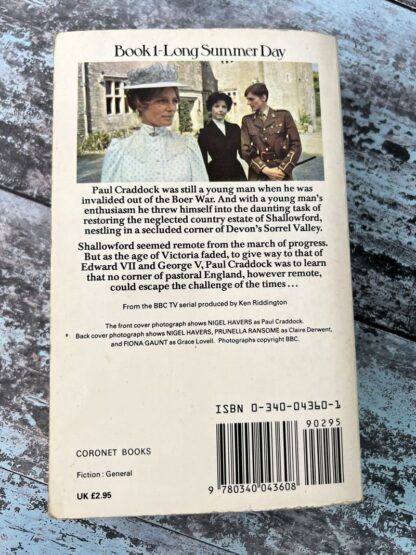 Book 1-Long Summer Day
Paul Craddock was still a young man when he was
invalided out of the Boer War. And with a young man's
enthusiasm he threw himself into the daunting task of
restoring the neglected country estate of Shallowford,
nestling in a secluded corner of Devon's Sorrel Valley.
Shallowford seemed remote from the march of progress.
But as the age of Victoria faded, to give way to that of
Edward VII and George V, Paul Craddock was to learn
that no corner of pastoral England, however remote,
could escape the challenge of the times ...
From the BBC TV serial produced by Ken Riddington
The front cover photograph shows NIGEL HAVERS as Paul Craddock.
Back cover photograph shows NIGEL HAVERS, PRUNELLA RANSOME as Claire Derwent,
and FIONA GAUNT as Grace Lovell. Photographs copyright BBC.
ISBN 0-340-04360-1
90295
9 780340 043608
CORONET BOOKS
Fiction : General
UK £2.95